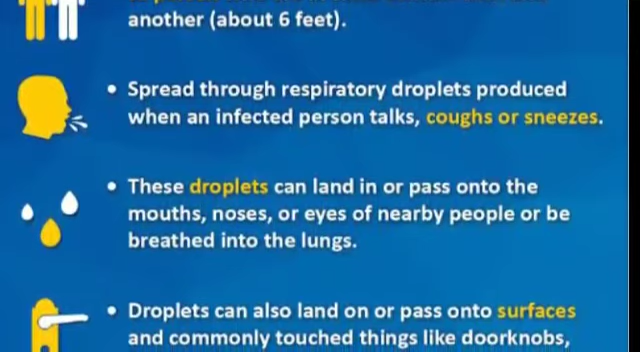 another (about 6 feet).
• Spread through respiratory droplets produced
when an infected person talks, coughs or sneezes.
• These droplets can land in or pass onto the
mouths, noses, or eyes of nearby people or be
breathed into the lungs.
• Droplets can also land on or pass onto surfaces
and commonly touched things like doorknobs,